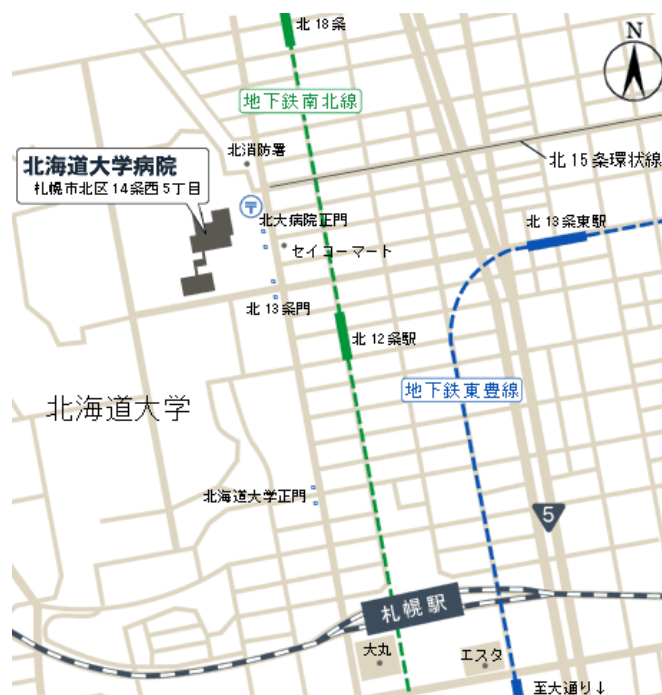 北18条
N
地下鉄南北線
北消防署
北15条環状線
北海道大学病院
札幌市北区14条西5丁目
〒
北大病院正門
北13条東駅
セイコーマート
北13条門
北12条駅
地下鉄東豊線
北海道大学
北海道大学正門
5
札幌駅
大丸
エスタ
至大通り↓